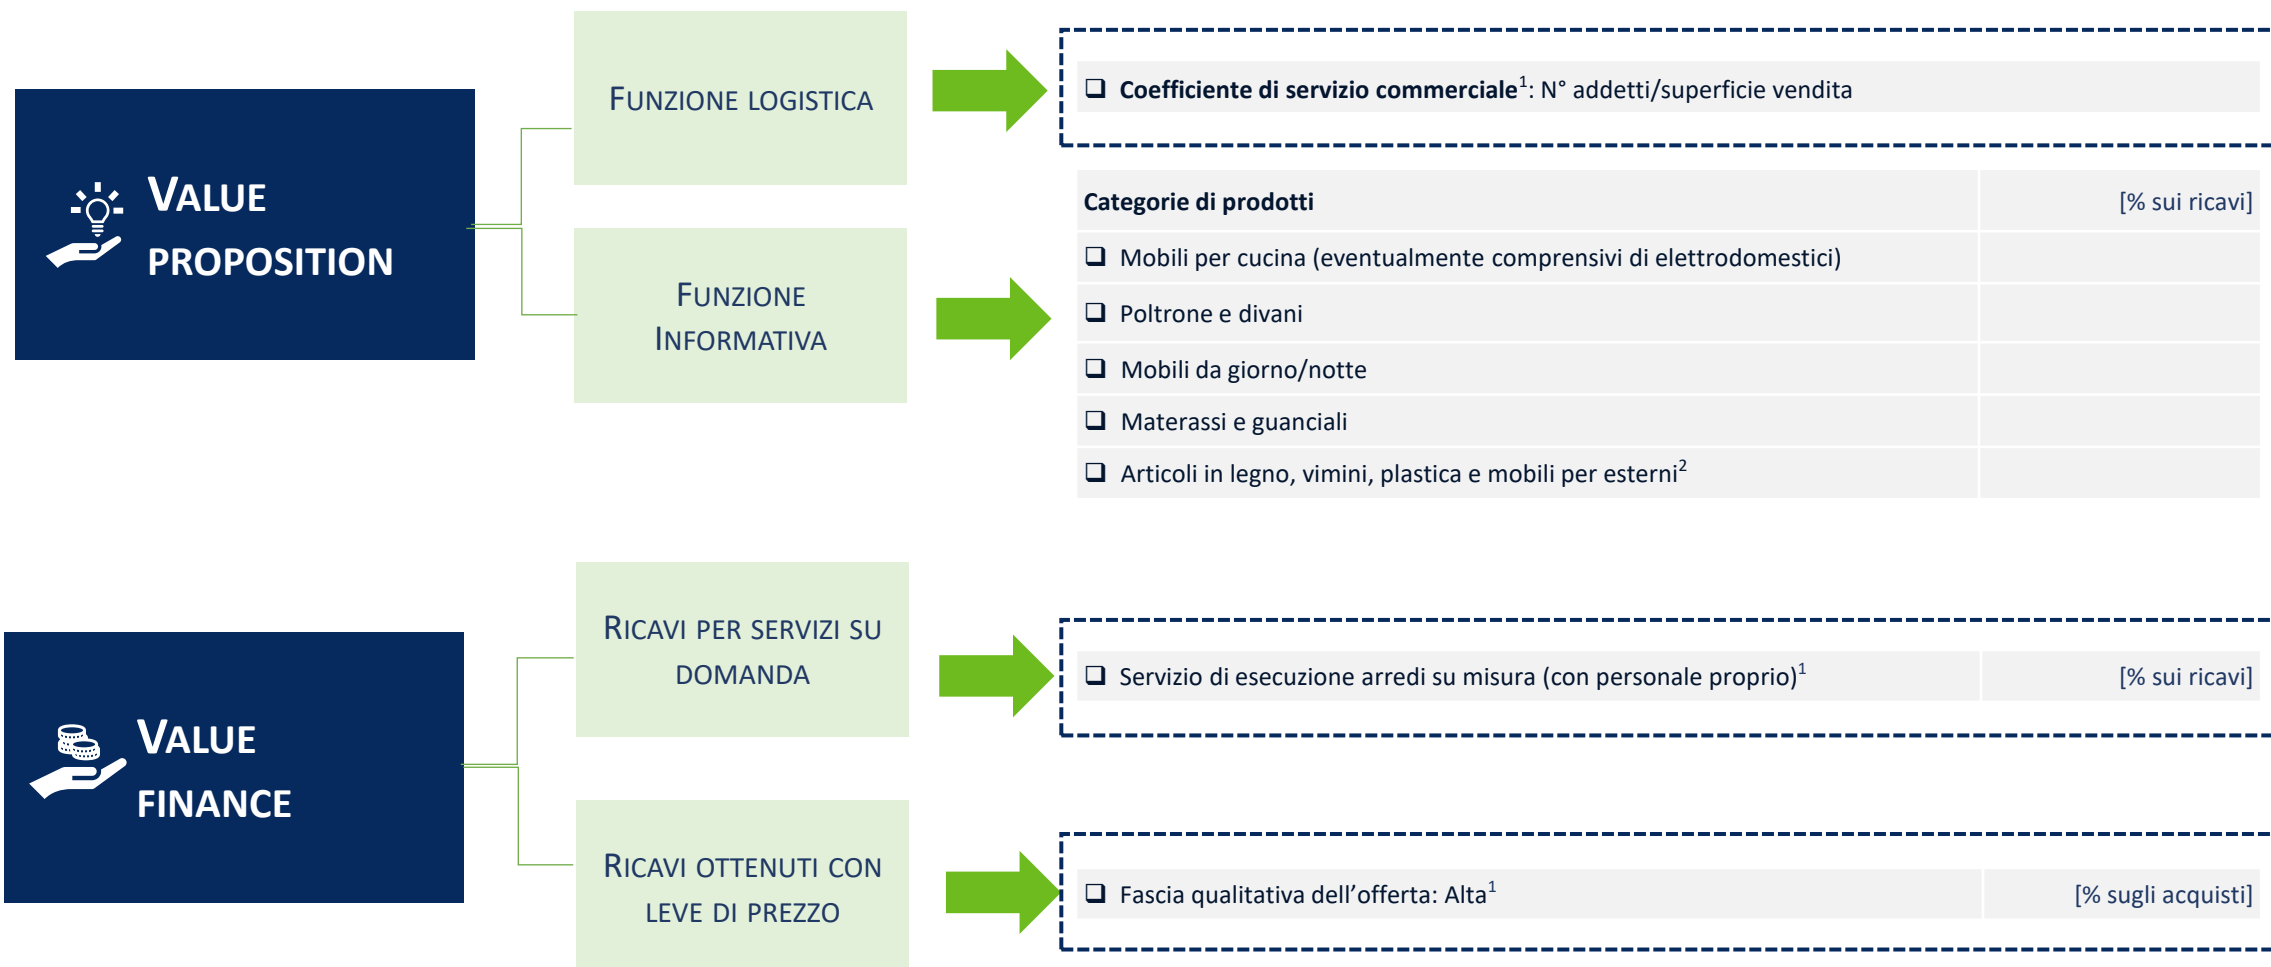 VALUE
PROPOSITION
FUNZIONE LOGISTICA
❑ Coefficiente di servizio commerciale¹: N° addetti/superficie vendita
FUNZIONE
INFORMATIVA
Categorie di prodotti [% sui ricavi]
❑ Mobili per cucina (eventualmente comprensivi di elettrodomestici)
❑ Poltrone e divani
❑ Mobili da giorno/notte
❑ Materassi e guanciali
❑ Articoli in legno, vimini, plastica e mobili per esterni²
VALUE
FINANCE
RICAVI PER SERVIZI SU
DOMANDA
❑ Servizio di esecuzione arredi su misura (con personale proprio)¹ [% sui ricavi]
RICAVI OTTENUTI CON
LEVE DI PREZZO
❑ Fascia qualitativa dell’offerta: Alta¹ [% sugli acquisti]